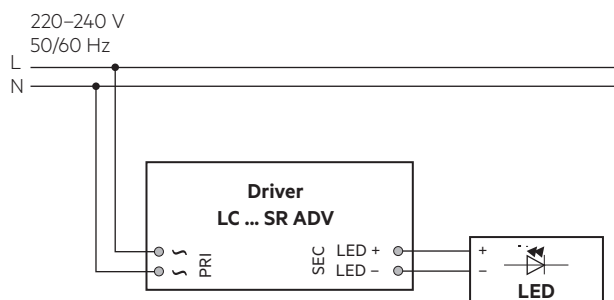 220–240 V
50/60 Hz
L
N
Driver
LC ... SR ADV
~ PRI SEC LED + +
~ LED – –
LED